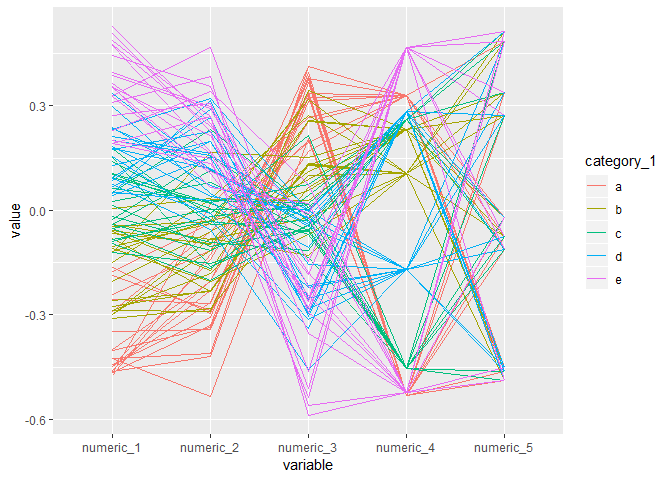 0.3
0.0
-0.3
-0.6
value
numeric_1 numeric_2 numeric_3 numeric_4 numeric_5
variable
category_1
a
b
c
d
e